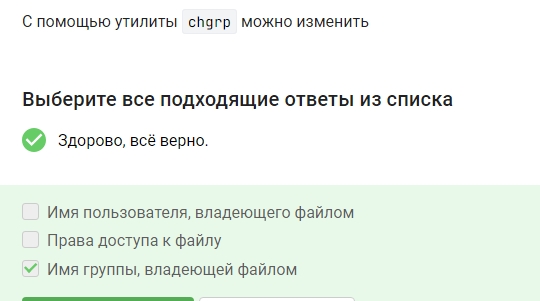 С помощью утилиты chgrp можно изменить
Выберите все подходящие ответы из списка
Здорово, всё верно.
Имя пользователя, владеющего файлом
Права доступа к файлу
Имя группы, владеющей файлом